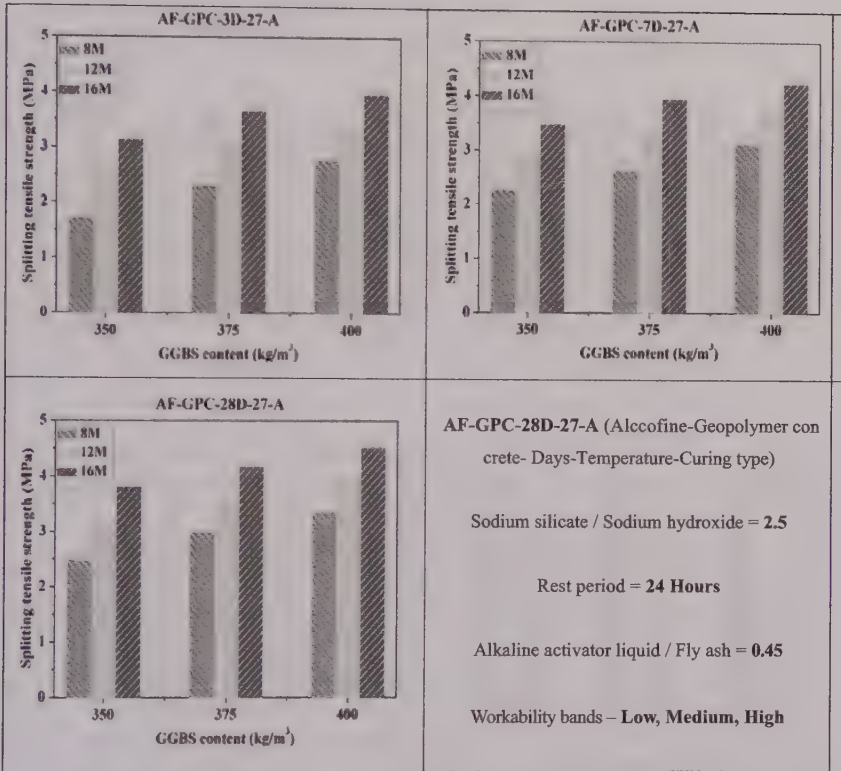 AF-GPC-3D-27-A
5
4
3
2
1
0
Splitting tensile strength (MPa)
8M
12M
16M
350
375
400
GGBS content (kg/m³)
AF-GPC-7D-27-A
5
4
3
2
1
0
Splitting tensile strength (MPa)
8M
12M
16M
350
375
400
GGBS content (kg/m³)
AF-GPC-28D-27-A
5
4
3
2
1
0
Splitting tensile strength (MPa)
8M
12M
16M
350
375
400
GGBS content (kg/m³)
AF-GPC-28D-27-A (Alccofine-Geopolymer con
crete- Days-Temperature-Curing type)
Sodium silicate / Sodium hydroxide = 2.5
Rest period = 24 Hours
Alkaline activator liquid / Fly ash = 0.45
Workability bands – Low, Medium, High